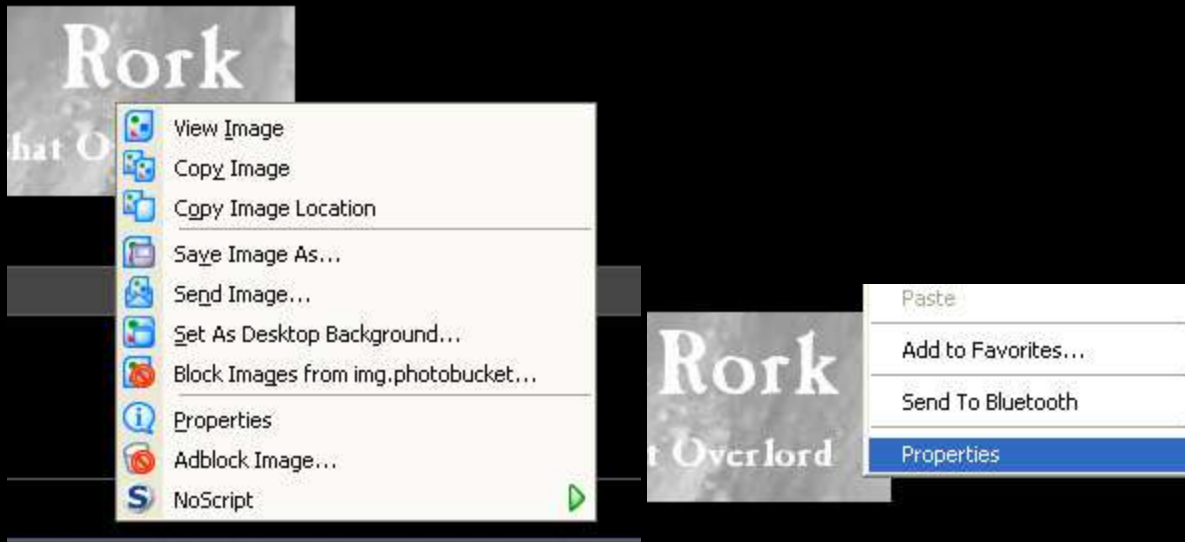 Rork
hat O
View Image
Copy Image
Copy Image Location
Save Image As...
Send Image...
Set As Desktop Background...
Block Images from img.photobucket...
Properties
Adblock Image...
NoScript
Rork
t Overlord
Paste
Add to Favorites...
Send To Bluetooth
Properties